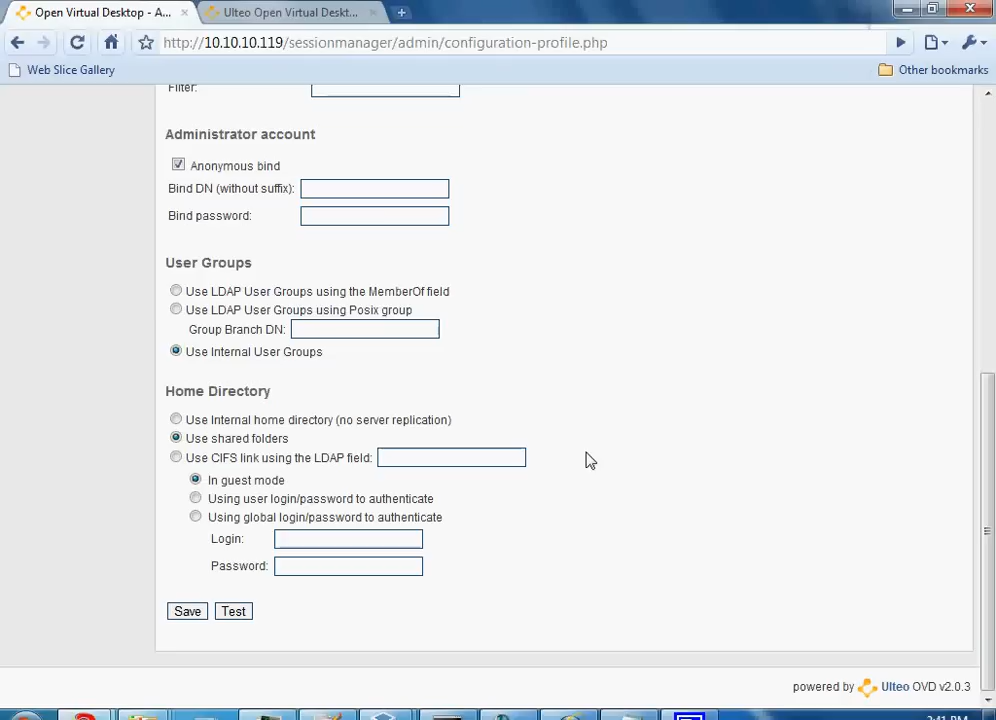 Open Virtual Desktop - A...
Ulteo Open Virtual Deskt...
http://10.10.10.119/sessionmanager/admin/configuration-profile.php
Web Slice Gallery
Other bookmarks
Filter:
Administrator account
Anonymous bind
Bind DN (without suffix):
Bind password:
User Groups
Use LDAP User Groups using the MemberOf field
Use LDAP User Groups using Posix group
Group Branch DN:
Use Internal User Groups
Home Directory
Use Internal home directory (no server replication)
Use shared folders
Use CIFS link using the LDAP field:
In guest mode
Using user login/password to authenticate
Using global login/password to authenticate
Login:
Password:
Save Test
powered by Ulteo OVD v2.0.3